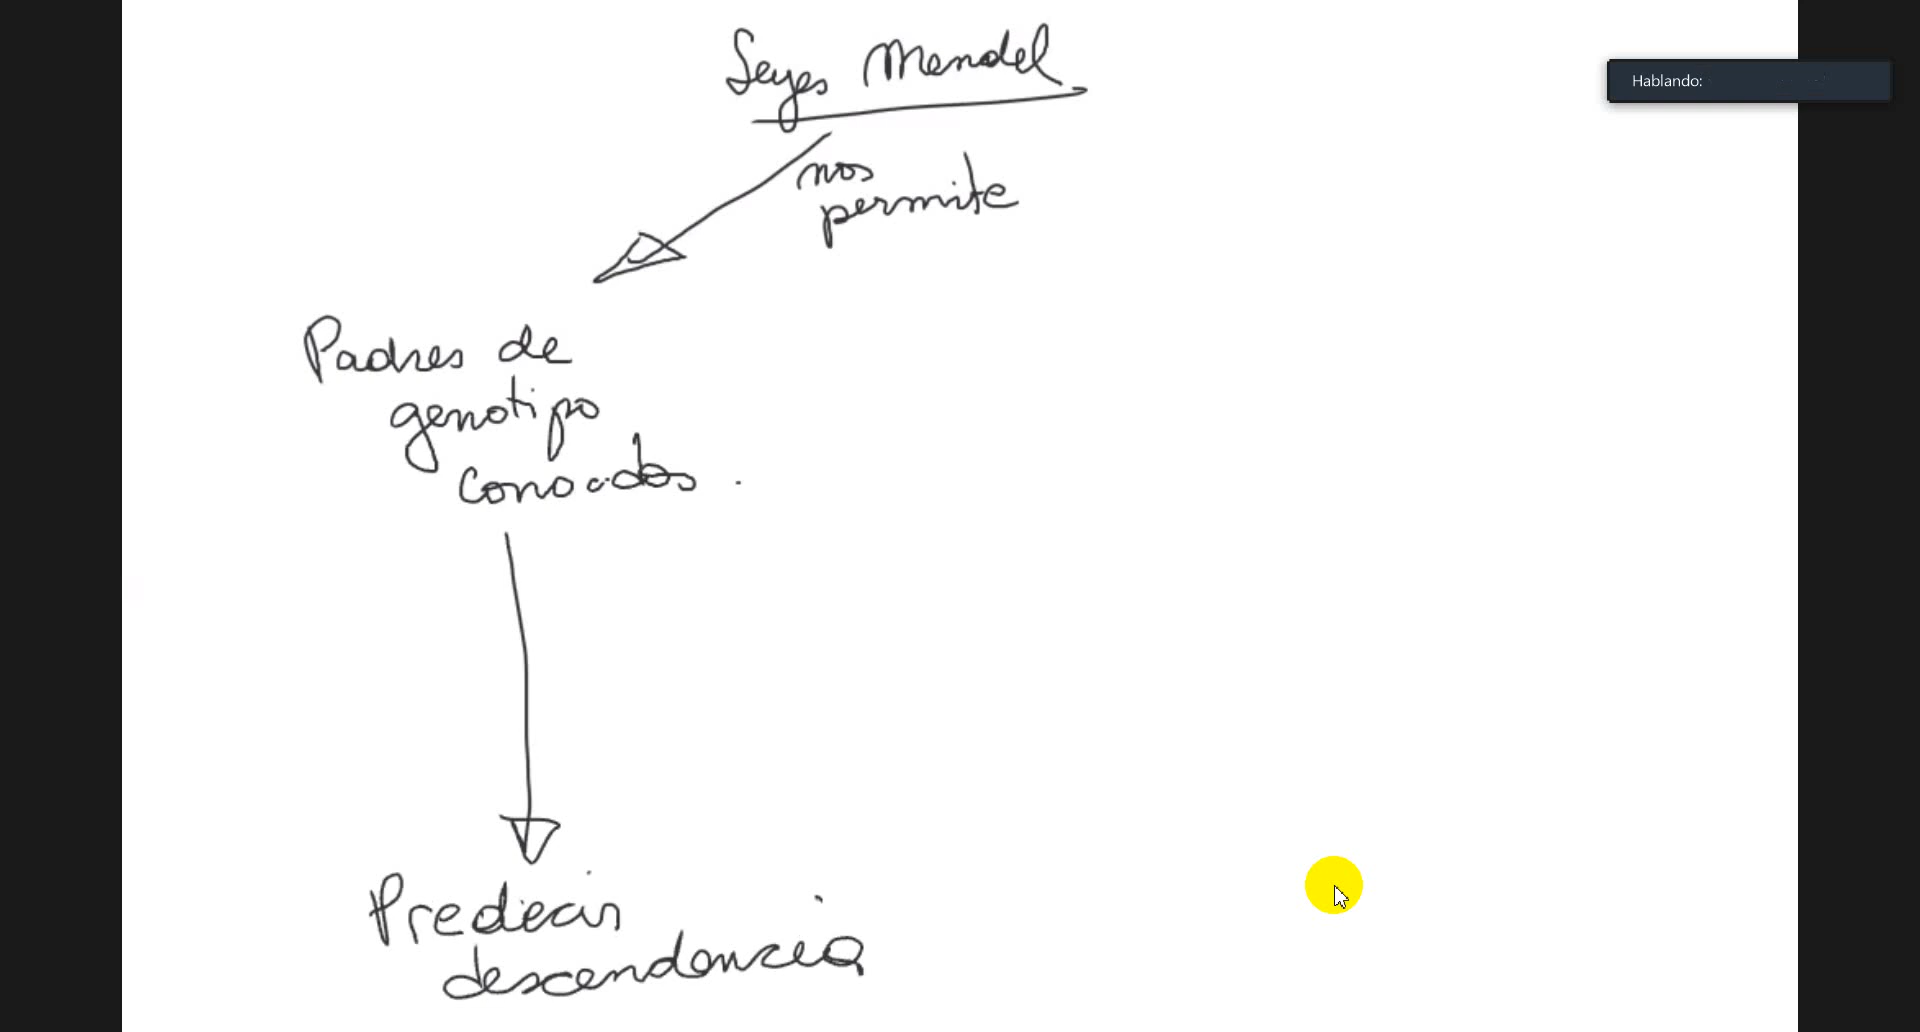 Leyes Mendel
Hablando:
nos
permite
Padres de
genotipo
conocidos.
Predecir
descendencia